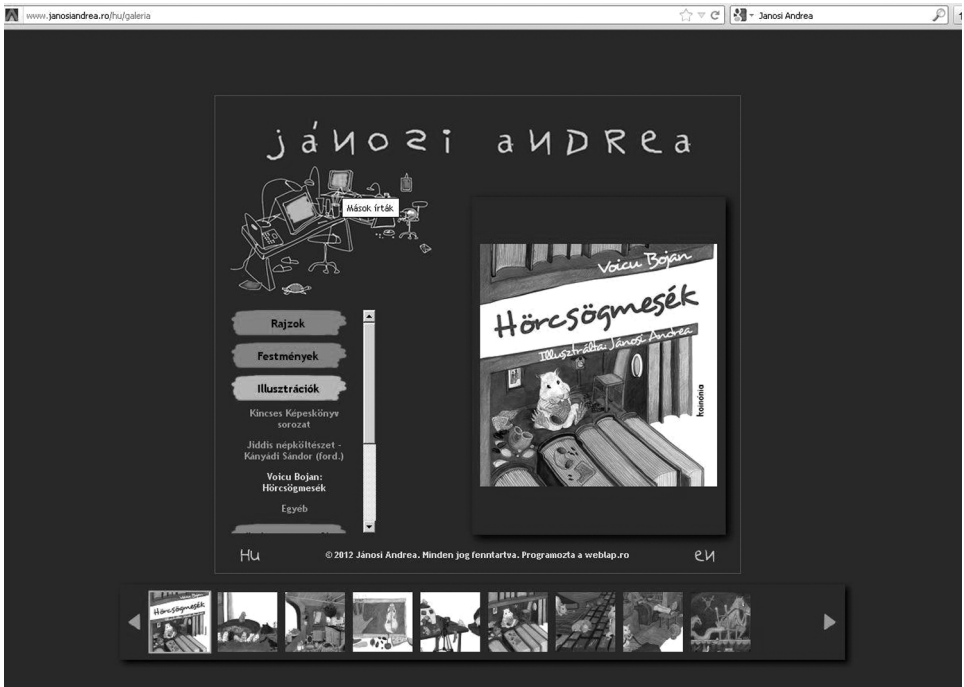 www.janosiandrea.ro/hu/galeria
Janosi Andrea
jánosi andrea
Mások írták
Voicu Bojan
Hörcsögmesék
Illusztrálta: Jánosi Andrea
koinónia
Rajzok
Festmények
Illusztrációk
Kincses Képeskönyv
sorozat
Jiddis népköltészet -
Kányádi Sándor (ford.)
Voicu Bojan:
Hörcsögmesék
Egyéb
Hu
© 2012 Jánosi Andrea. Minden jog fenntartva. Programozta a weblap.ro
en
Hörcsögmesék